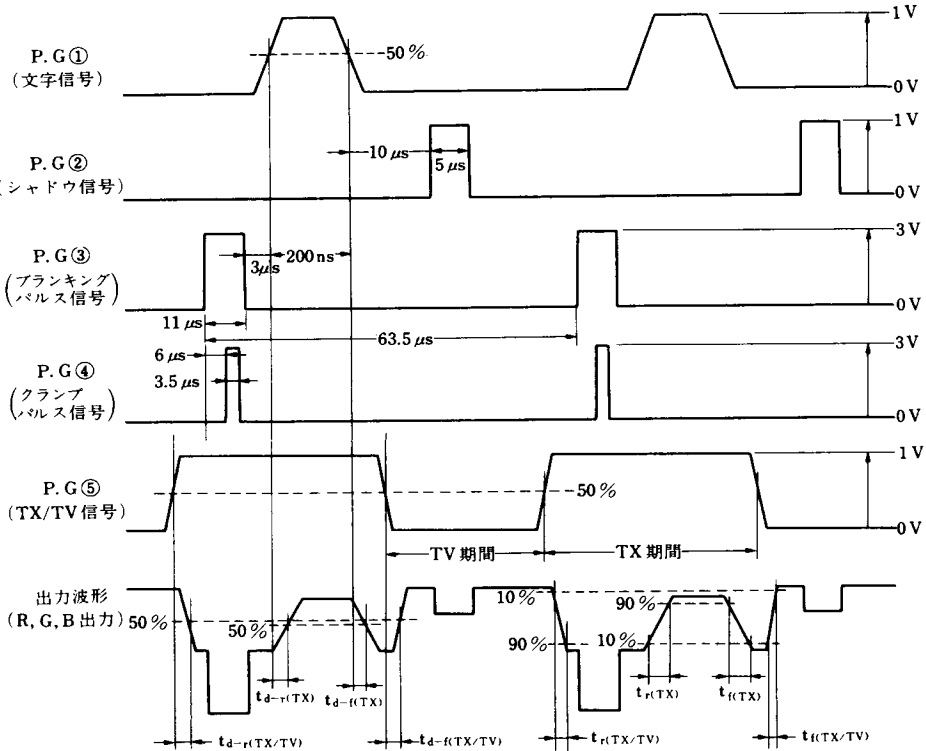 P.G①
(文字信号)
50%
1V
0V
P.G②
(シャドウ信号)
10μs
5μs
1V
0V
P.G③
(ブランキング
パルス信号)
3μs
200ns
11μs
63.5μs
3V
0V
P.G④
(クランプ
パルス信号)
6μs
3.5μs
3V
0V
P.G⑤
(TX/TV信号)
50%
1V
0V
TV期間
TX期間
出力波形
(R,G,B出力)
50%
50%
10%
90%
90%
10%
td-r(TX)
td-f(TX)
tr(TX)
tf(TX)
td-r(TX/TV)
td-f(TX/TV)
tr(TX/TV)
tf(TX/TV)